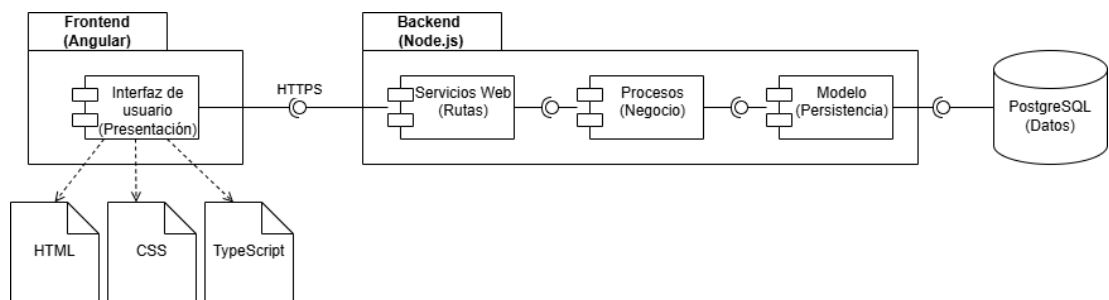 Frontend
(Angular)
Backend
(Node.js)
Interfaz de
usuario
(Presentación)
HTTPS
Servicios Web
(Rutas)
Procesos
(Negocio)
Modelo
(Persistencia)
PostgreSQL
(Datos)
HTML
CSS
TypeScript